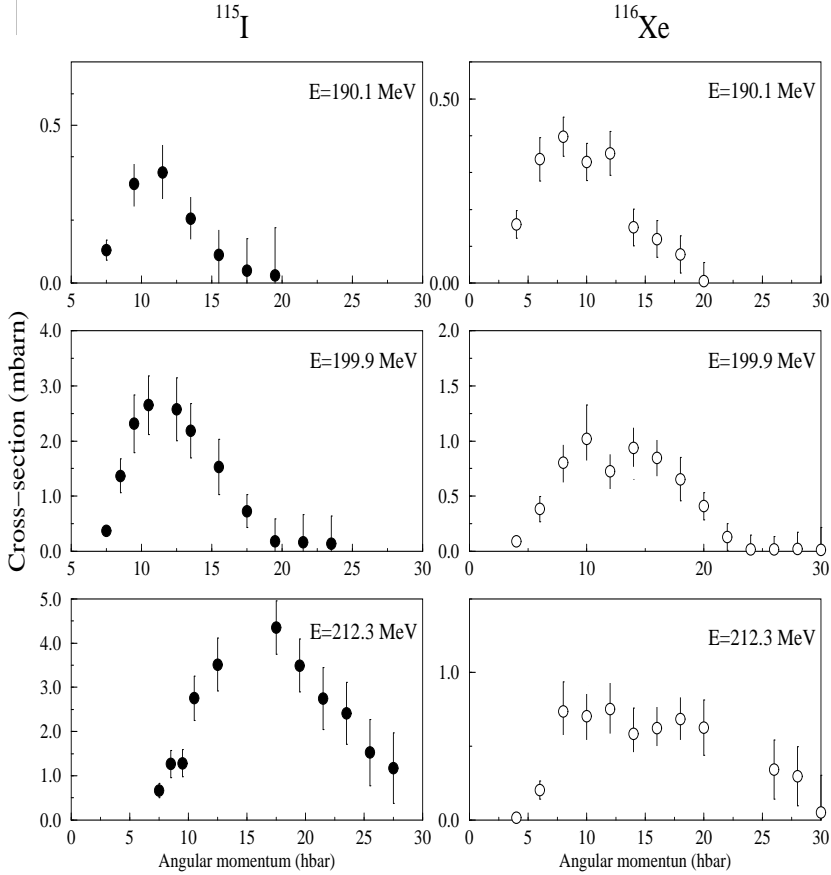 115I
116Xe
Cross-section (mbarn)
E=190.1 MeV
0.5
0.0
5 10 15 20 25 30
E=190.1 MeV
0.50
0.00
0 5 10 15 20 25 30
E=199.9 MeV
4.0
3.0
2.0
1.0
0.0
5 10 15 20 25 30
E=199.9 MeV
2.0
1.5
1.0
0.5
0.0
0 5 10 15 20 25 30
E=212.3 MeV
5.0
4.0
3.0
2.0
1.0
0.0
0 5 10 15 20 25 30
Angular momentum (hbar)
E=212.3 MeV
1.0
0.0
0 5 10 15 20 25 30
Angular momentun (hbar)